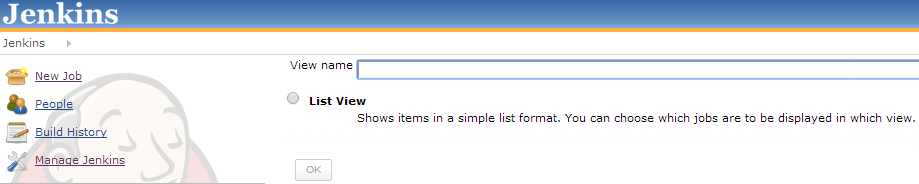 Jenkins
Jenkins
New Job
People
Build History
Manage Jenkins
View name
List View
Shows items in a simple list format. You can choose which jobs are to be displayed in which view.
OK